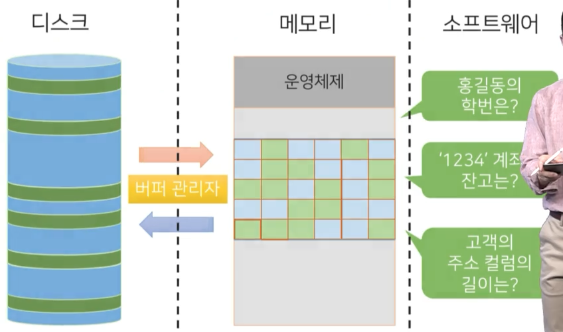 디스크
메모리
소프트웨어
운영체제
버퍼 관리자
홍길동의
학번은?
'1234' 계좌
잔고는?
고객의
주소 컬럼의
길이는?